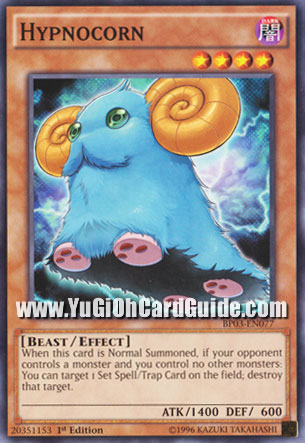 HYPNOCORN
DARK
闇
www.YuGiOhCardGuide.com
BP03-EN077
[BEAST / EFFECT]
When this card is Normal Summoned, if your opponent
controls a monster and you control no other monsters:
You can target 1 Set Spell/Trap Card on the field; destroy
that target.
ATK/1400 DEF/ 600
20351153 1st Edition ©1996 KAZUKI TAKAHASHI